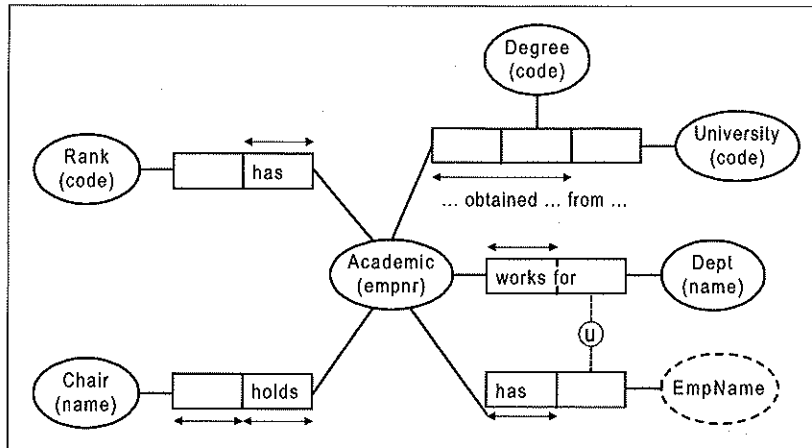 Degree
(code)
Rank
(code)
has
University
(code)
... obtained ... from ...
Academic
(empnr)
works for
Dept
(name)
u
Chair
(name)
holds
has
EmpName